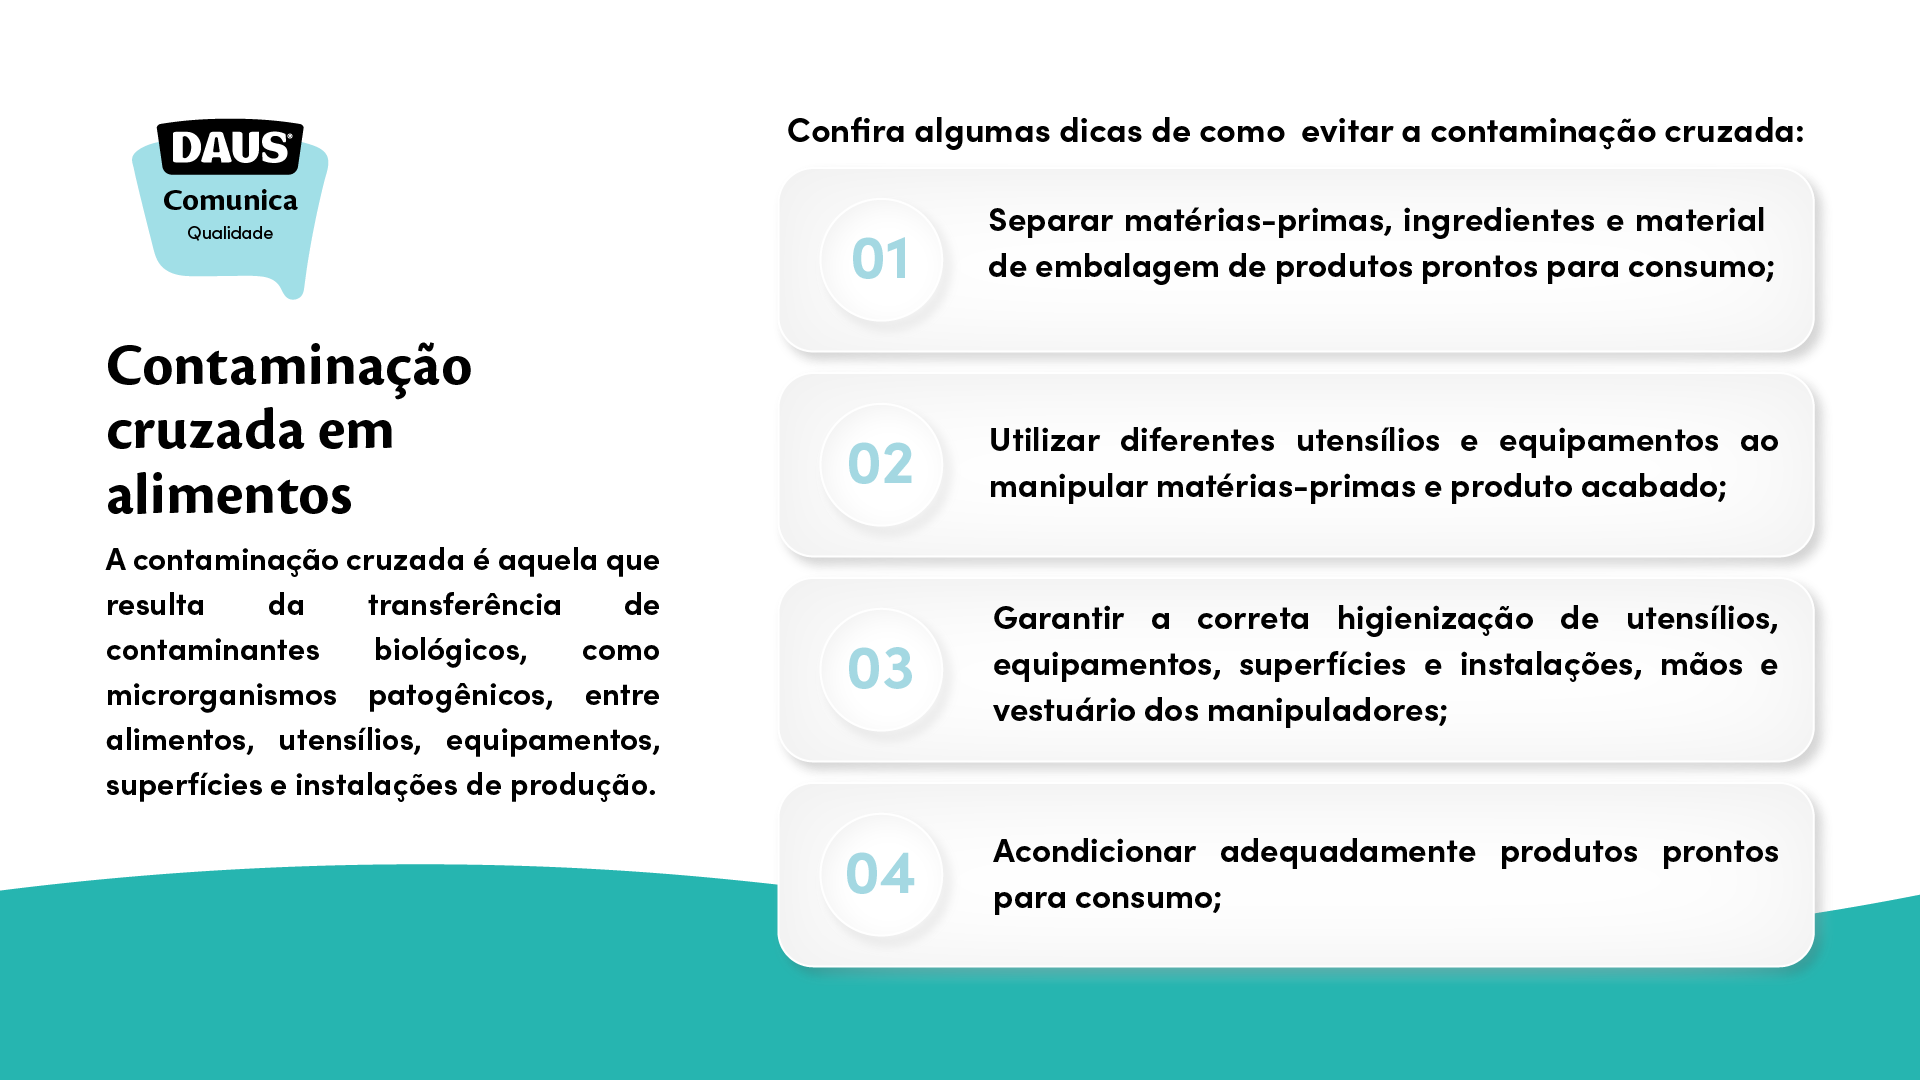 DAUS®
Comunica
Qualidade
Contaminação
cruzada em
alimentos
A contaminação cruzada é aquela que
resulta da transferência de
contaminantes biológicos, como
microrganismos patogênicos, entre
alimentos, utensílios, equipamentos,
superfícies e instalações de produção.
Confira algumas dicas de como evitar a contaminação cruzada:
01
Separar matérias-primas, ingredientes e material
de embalagem de produtos prontos para consumo;
02
Utilizar diferentes utensílios e equipamentos ao
manipular matérias-primas e produto acabado;
03
Garantir a correta higienização de utensílios,
equipamentos, superfícies e instalações, mãos e
vestuário dos manipuladores;
04
Acondicionar adequadamente produtos prontos
para consumo;